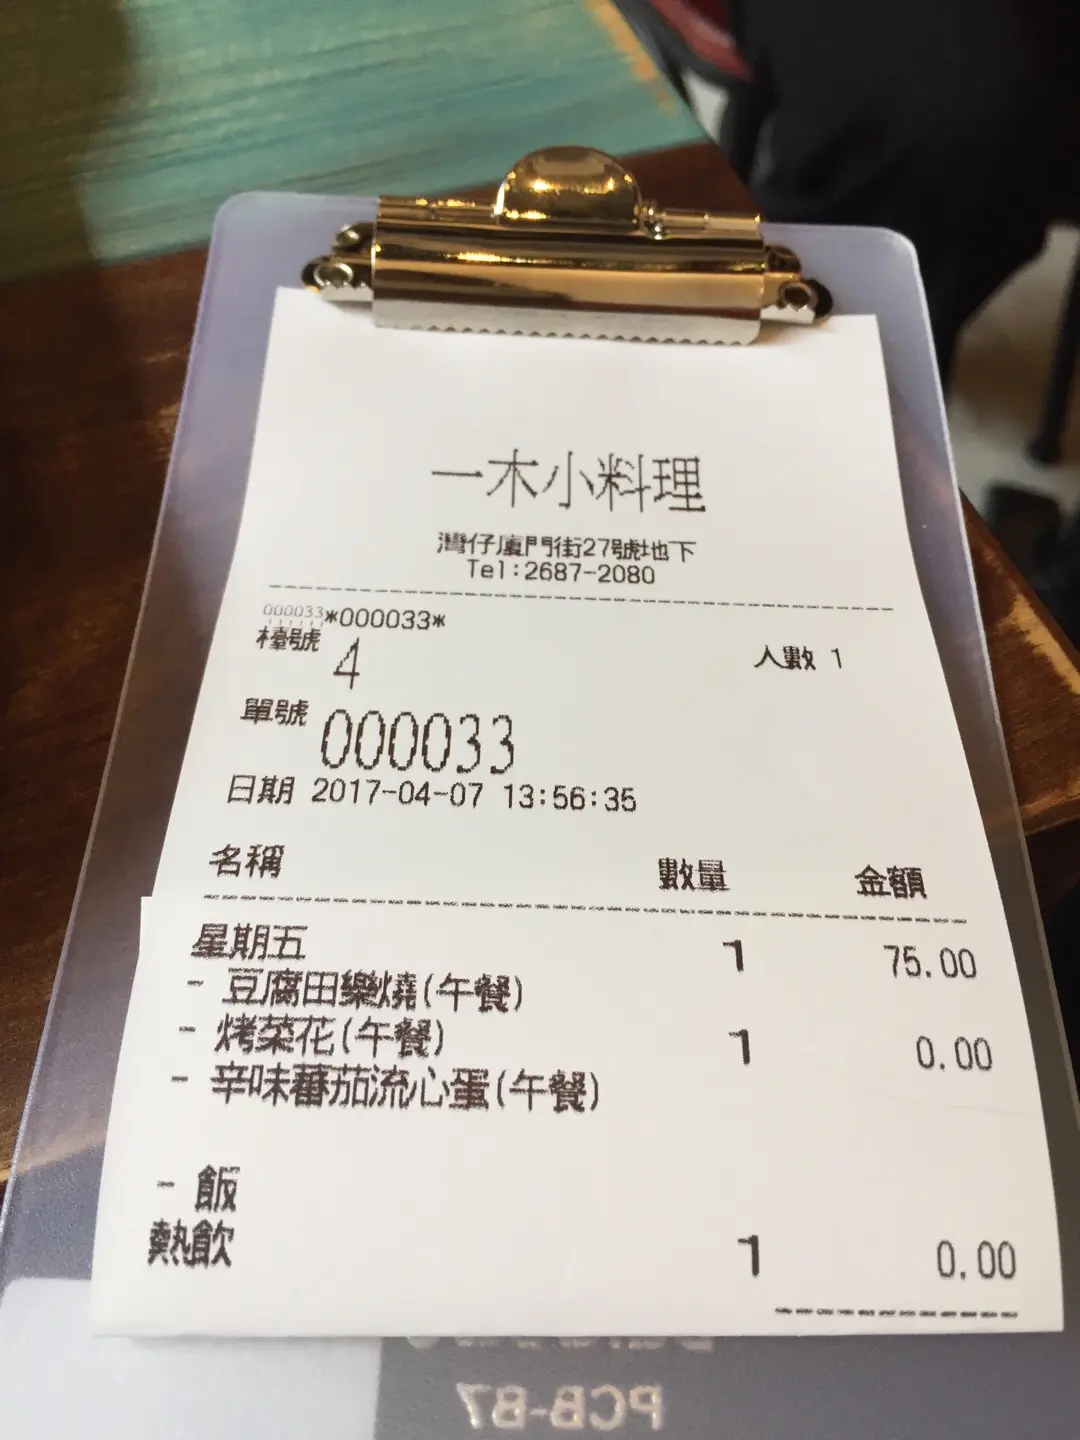 一木小料理
灣仔廈門街27號地下
Tel:2687-2080
000033*000033*
檯號 4
人數 1
單號 000033
日期 2017-04-07 13:56:35
名稱 數量 金額
星期五 1 75.00
- 豆腐田樂燒(午餐)
- 烤菜花(午餐) 1 0.00
- 辛味蕃茄流心蛋(午餐)
- 飯
熱飲 1 0.00
PCB-B7